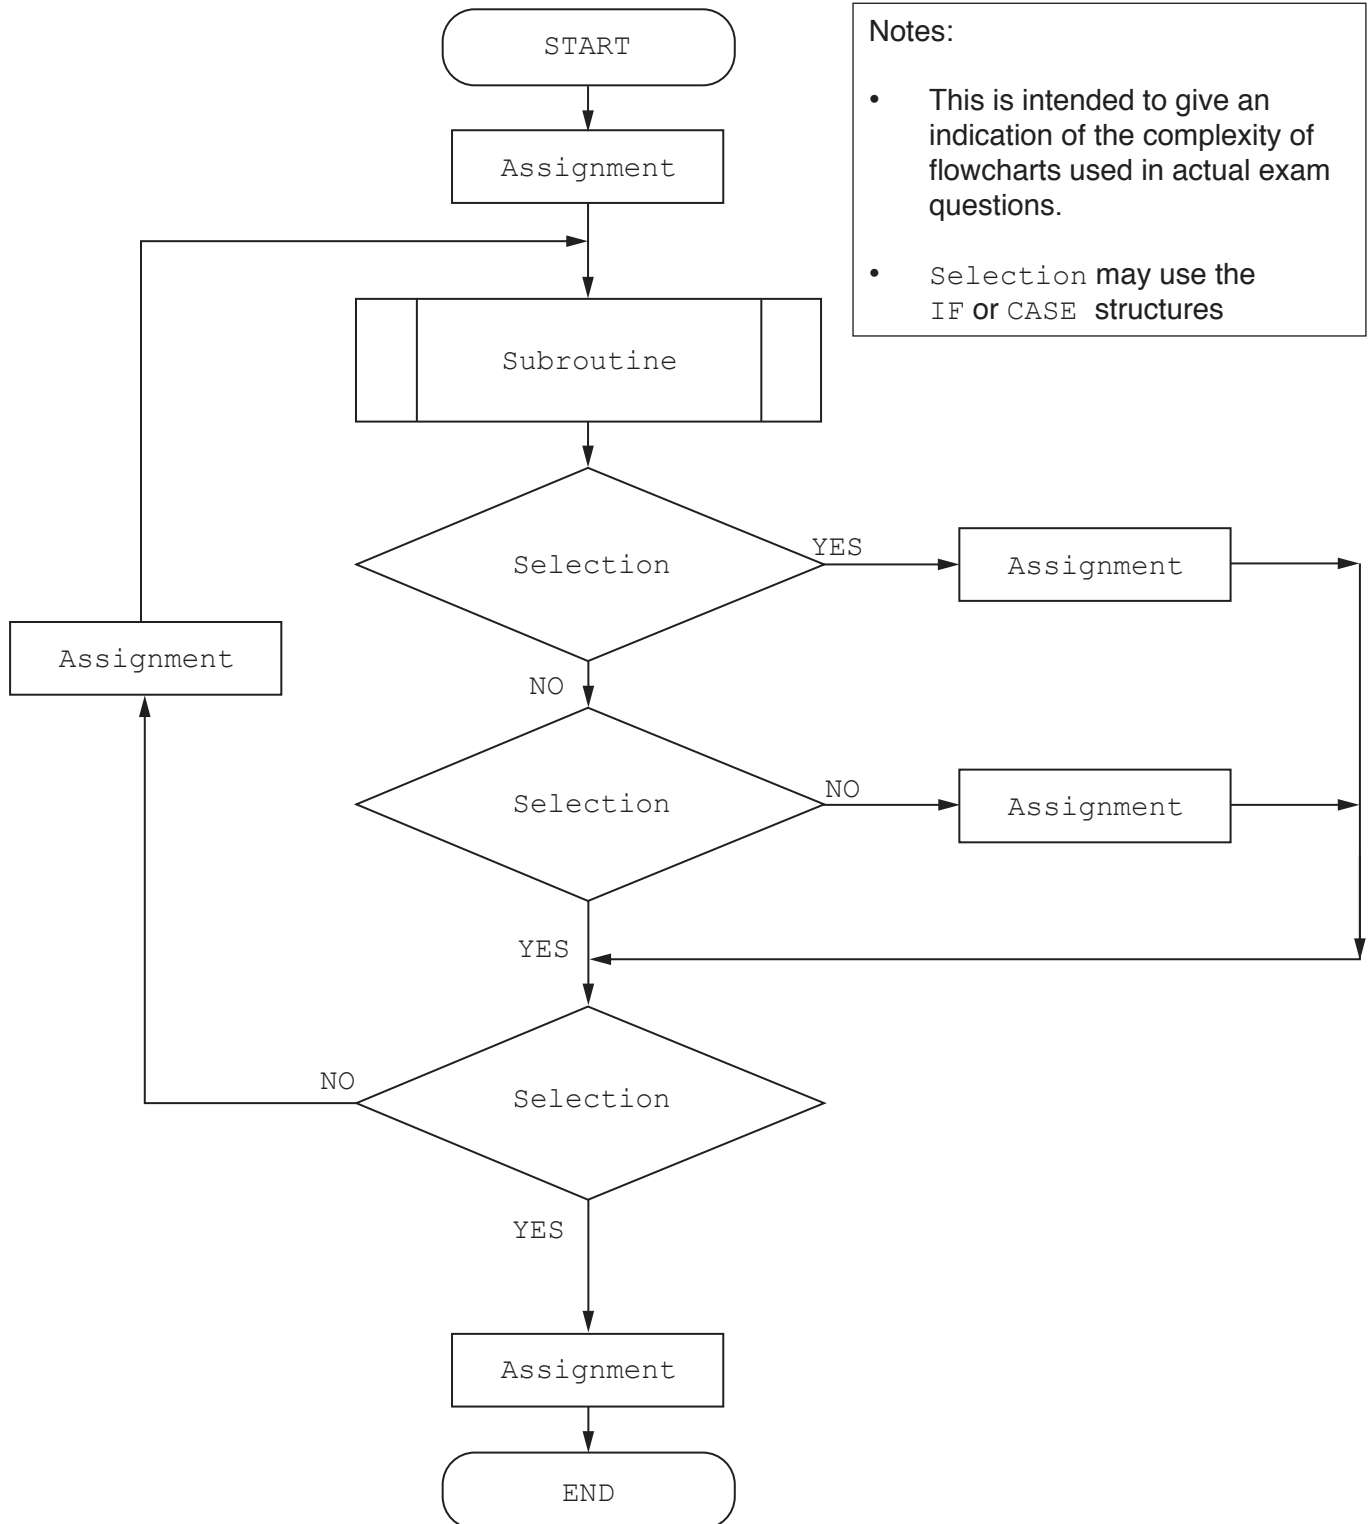 START
Assignment
Notes:
• This is intended to give an
indication of the complexity of
flowcharts used in actual exam
questions.
• Selection may use the
IF or CASE structures
Subroutine
Selection
YES
Assignment
Assignment
NO
Selection
NO
Assignment
YES
NO
Selection
YES
Assignment
END